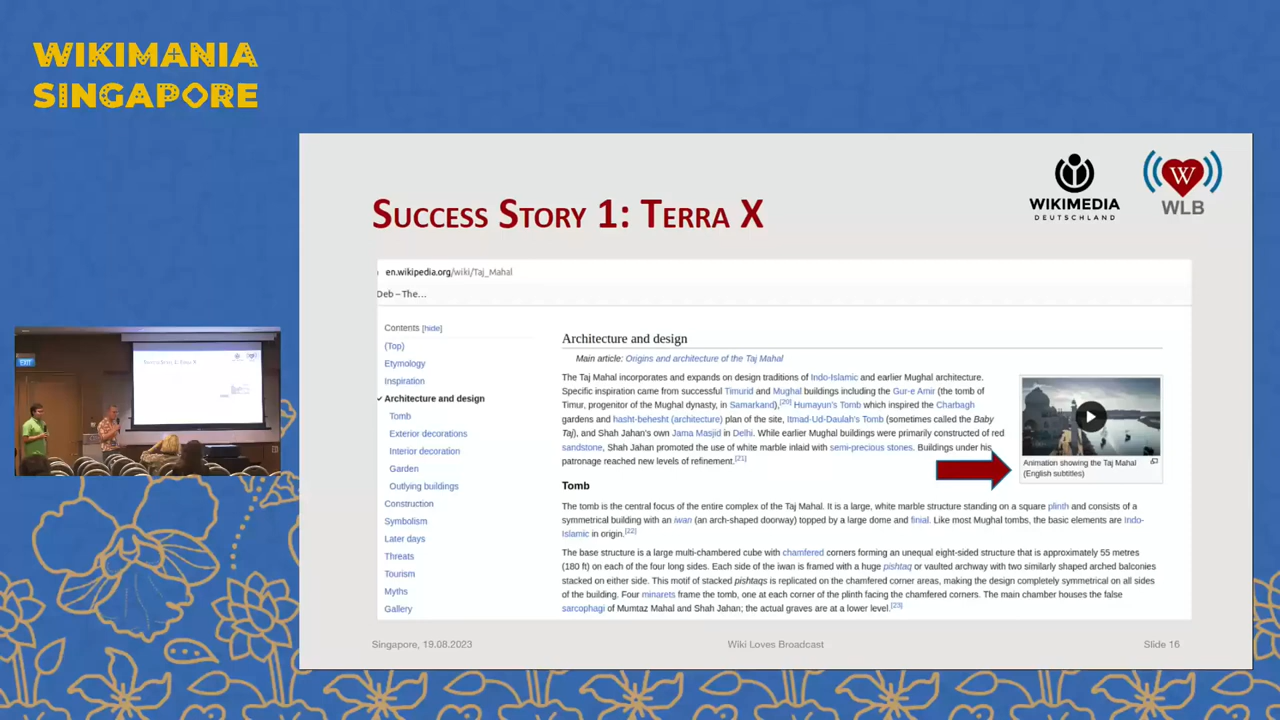 WIKIMANIA
SINGAPORE
SUCCESS STORY 1: TERRA X
WIKIMEDIA
DEUTSCHLAND
W
WLB
en.wikipedia.org/wiki/Taj_Mahal
Deb – The…
Contents [hide]
(Top)
Etymology
Inspiration
Architecture and design
Tomb
Exterior decorations
Interior decoration
Garden
Outlying buildings
Construction
Symbolism
Later days
Threats
Tourism
Myths
Gallery
Architecture and design
Main article: Origins and architecture of the Taj Mahal
The Taj Mahal incorporates and expands on design traditions of Indo-Islamic and earlier Mughal architecture.
Specific inspiration came from successful Timurid and Mughal buildings including the Gur-e Amir (the tomb of
Timur, progenitor of the Mughal dynasty, in Samarkand),[20] Humayun's Tomb which inspired the Charbagh
gardens and hasht-behesht (architecture) plan of the site, Itmad-Ud-Daulah's Tomb (sometimes called the Baby
Taj), and Shah Jahan's own Jama Masjid in Delhi. While earlier Mughal buildings were primarily constructed of red
sandstone, Shah Jahan promoted the use of white marble inlaid with semi-precious stones. Buildings under his
patronage reached new levels of refinement.[21]
Animation showing the Taj Mahal
(English subtitles)
Tomb
The tomb is the central focus of the entire complex of the Taj Mahal. It is a large, white marble structure standing on a square plinth and consists of a
symmetrical building with an iwan (an arch-shaped doorway) topped by a large dome and finial. Like most Mughal tombs, the basic elements are Indo-
Islamic in origin.[22]
The base structure is a large multi-chambered cube with chamfered corners forming an unequal eight-sided structure that is approximately 55 metres
(180 ft) on each of the four long sides. Each side of the iwan is framed with a huge pishtaq or vaulted archway with two similarly shaped arched balconies
stacked on either side. This motif of stacked pishtaqs is replicated on the chamfered corner areas, making the design completely symmetrical on all sides
of the building. Four minarets frame the tomb, one at each corner of the plinth facing the chamfered corners. The main chamber houses the false
sarcophagi of Mumtaz Mahal and Shah Jahan; the actual graves are at a lower level.[23]
Singapore, 19.08.2023
Wiki Loves Broadcast
Slide 16
EXIT
Success Story 1: Terra X